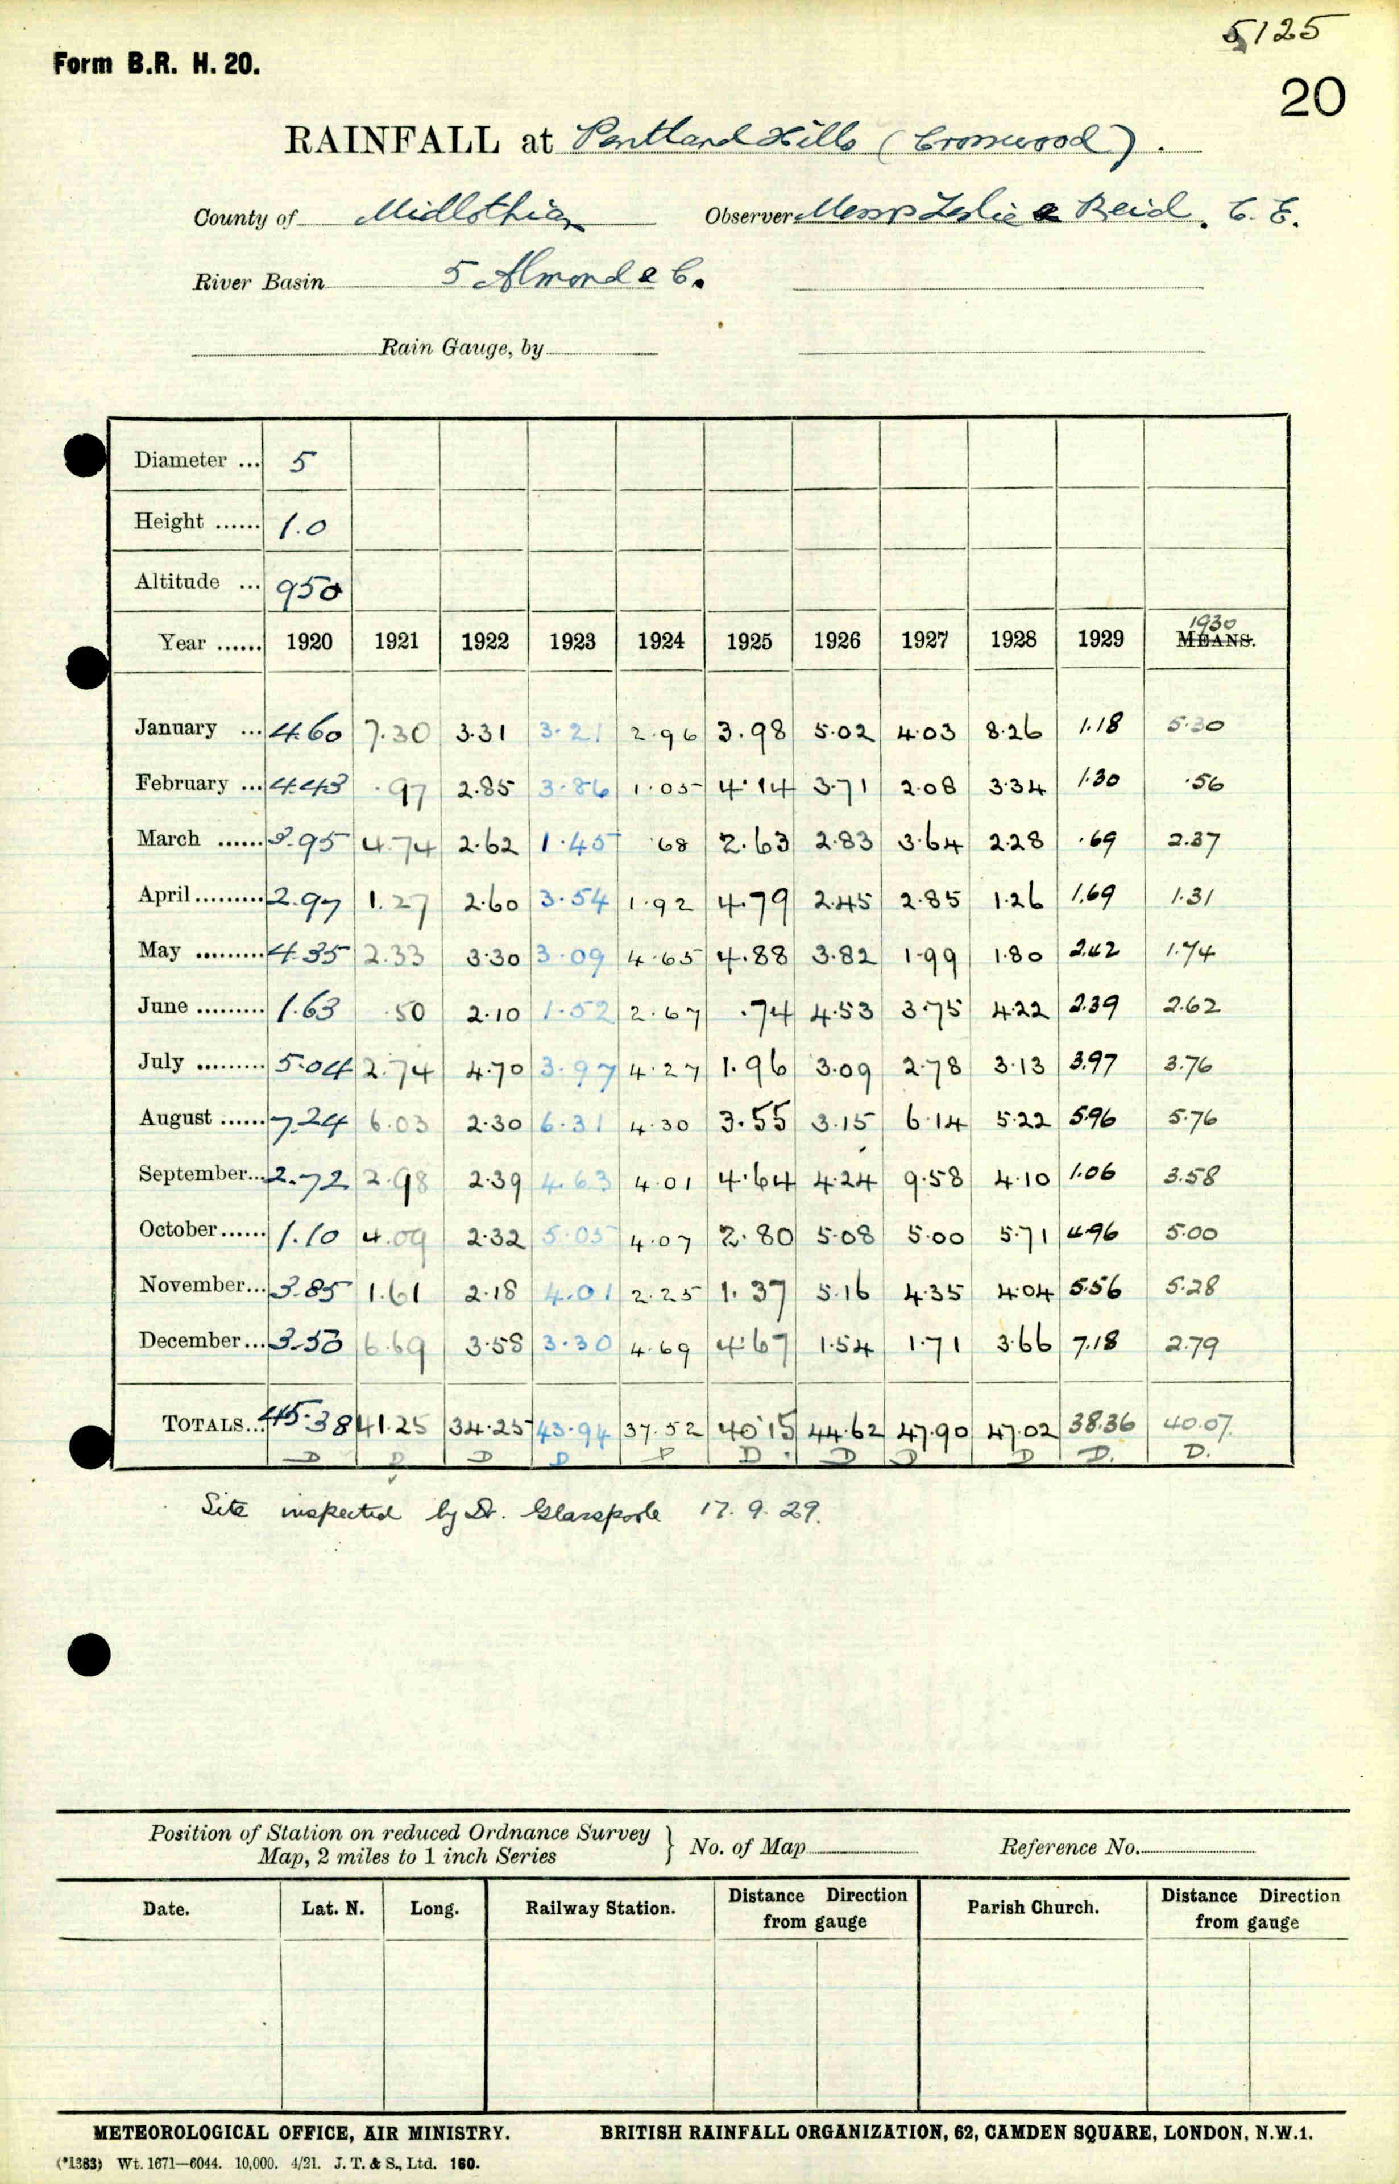 5125
Form B.R. H. 20.
20
RAINFALL at Pentland Hills (Crosswood).
County of Midlothian Observer Messrs Leslie & Reid, C.E.
River Basin 5 Almond &c.
Rain Gauge, by
Diameter ... 5
Height ...... 1.0
Altitude ... 950
1930
Year ...... 1920 1921 1922 1923 1924 1925 1926 1927 1928 1929 MEANS.
January ... 4.60 7.30 3.31 3.21 2.96 3.98 5.02 4.03 8.26 1.18 5.30
February ... 4.43 .97 2.85 3.86 1.05 4.14 3.71 2.08 3.34 1.30 .56
March ...... 3.95 4.74 2.62 1.45 .68 2.63 2.83 3.64 2.28 .69 2.37
April ......... 2.97 1.27 2.60 3.54 1.92 4.79 2.45 2.85 1.26 1.69 1.31
May ......... 4.35 2.33 3.30 3.09 4.65 4.88 3.82 1.99 1.80 2.42 1.74
June ......... 1.63 .50 2.10 1.52 2.67 .74 4.53 3.75 4.22 2.39 2.62
July ......... 5.04 2.74 4.70 3.97 4.27 1.96 3.09 2.78 3.13 3.97 3.76
August ...... 7.24 6.03 2.30 6.31 4.30 3.55 3.15 6.14 5.22 5.96 5.76
September... 2.72 2.98 2.39 4.63 4.01 4.64 4.24 9.58 4.10 1.06 3.58
October...... 1.10 4.09 2.32 5.05 4.07 2.80 5.08 5.00 5.71 4.96 5.00
November... 3.85 1.61 2.18 4.01 2.25 1.37 5.16 4.35 4.04 5.56 5.28
December... 3.50 6.69 3.58 3.30 4.69 4.67 1.54 1.71 3.66 7.18 2.79
TOTALS... 45.38 41.25 34.25 43.94 37.52 40.15 44.62 47.90 47.02 38.36 40.07
D D D D D D D D D D. D.
Site inspected by Dr. Glasspoole 17.9.29.
Position of Station on reduced Ordnance Survey
Map, 2 miles to 1 inch Series } No. of Map Reference No.
Date. Lat. N. Long. Railway Station. Distance Direction from gauge Parish Church. Distance Direction from gauge
METEOROLOGICAL OFFICE, AIR MINISTRY. BRITISH RAINFALL ORGANIZATION, 62, CAMDEN SQUARE, LONDON, N.W.1.
(*1383) Wt. 1671—6044. 10,000. 4/21. J. T. & S., Ltd. 160.